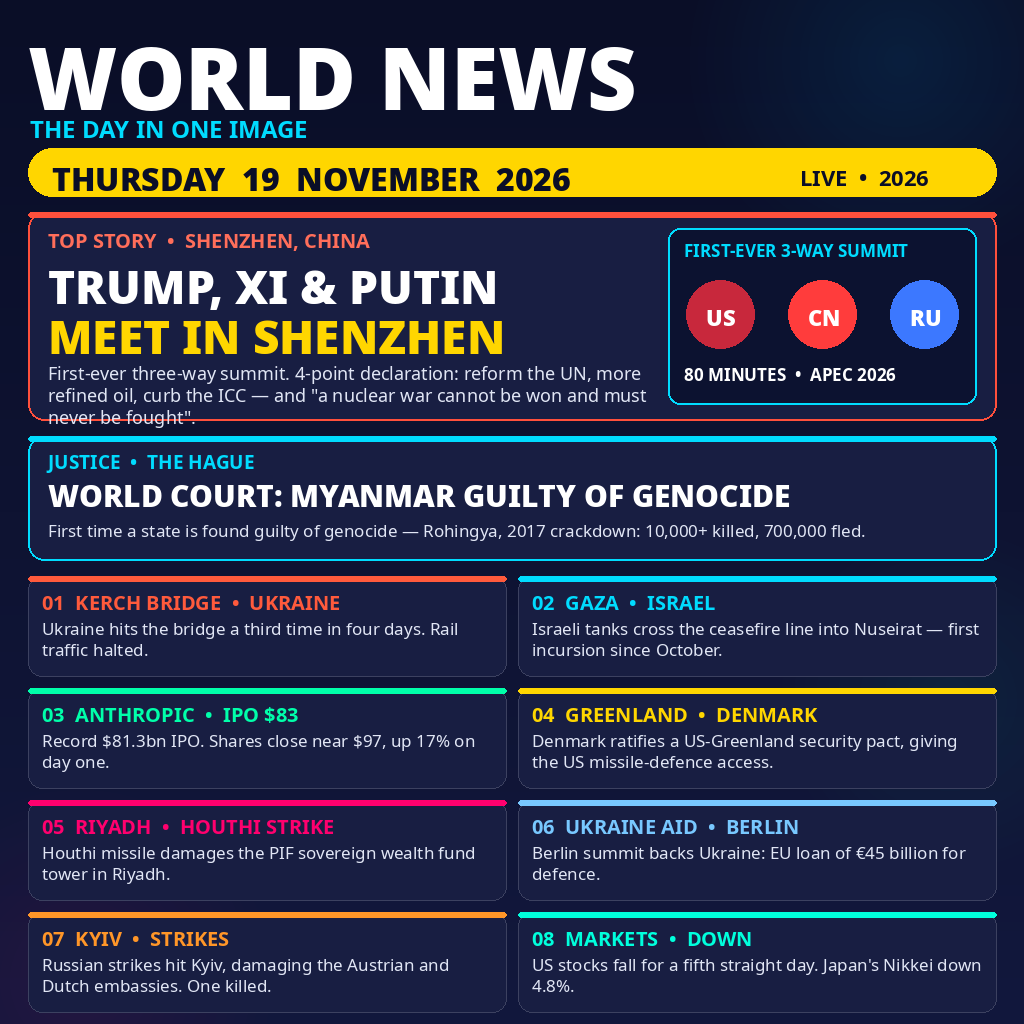 WORLD NEWS
THE DAY IN ONE IMAGE
THURSDAY 19 NOVEMBER 2026
LIVE • 2026
TOP STORY • SHENZHEN, CHINA
TRUMP, XI & PUTIN
MEET IN SHENZHEN
First-ever three-way summit. 4-point declaration: reform the UN, more
refined oil, curb the ICC — and "a nuclear war cannot be won and must
never be fought".
FIRST-EVER 3-WAY SUMMIT
US CN RU
80 MINUTES • APEC 2026
JUSTICE • THE HAGUE
WORLD COURT: MYANMAR GUILTY OF GENOCIDE
First time a state is found guilty of genocide — Rohingya, 2017 crackdown: 10,000+ killed, 700,000 fled.
01 KERCH BRIDGE • UKRAINE
Ukraine hits the bridge a third time in four days. Rail
traffic halted.
02 GAZA • ISRAEL
Israeli tanks cross the ceasefire line into Nuseirat — first
incursion since October.
03 ANTHROPIC • IPO $83
Record $81.3bn IPO. Shares close near $97, up 17% on
day one.
04 GREENLAND • DENMARK
Denmark ratifies a US-Greenland security pact, giving
the US missile-defence access.
05 RIYADH • HOUTHI STRIKE
Houthi missile damages the PIF sovereign wealth fund
tower in Riyadh.
06 UKRAINE AID • BERLIN
Berlin summit backs Ukraine: EU loan of €45 billion for
defence.
07 KYIV • STRIKES
Russian strikes hit Kyiv, damaging the Austrian and
Dutch embassies. One killed.
08 MARKETS • DOWN
US stocks fall for a fifth straight day. Japan's Nikkei down
4.8%.